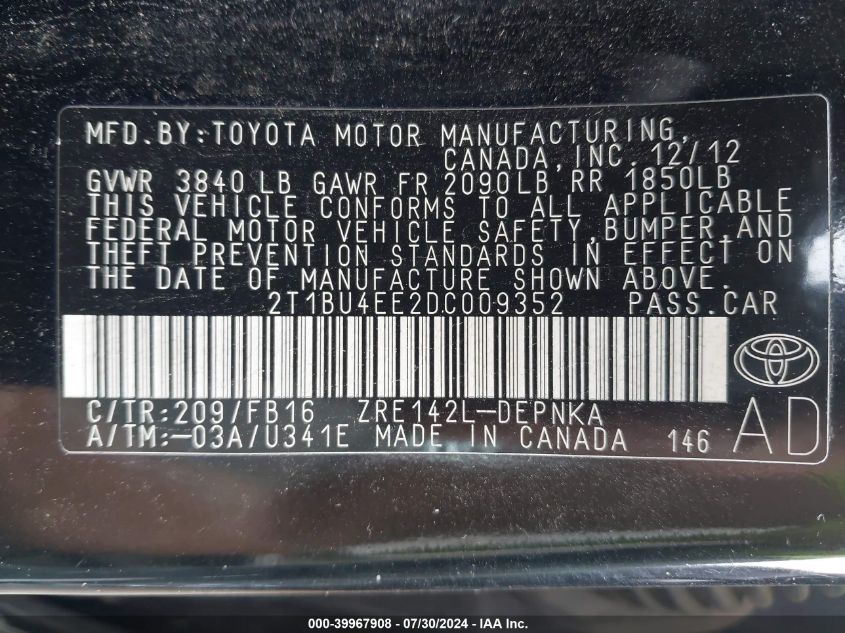 MFD.BY:TOYOTA MOTOR MANUFACTURING,
CANADA, INC. 12/12
GVWR 3840 LB GAWR FR 2090LB RR 1850LB
THIS VEHICLE CONFORMS TO ALL APPLICABLE
FEDERAL MOTOR VEHICLE SAFETY, BUMPER, AND
THEFT PREVENTION STANDARDS IN EFFECT ON
THE DATE OF MANUFACTURE SHOWN ABOVE.
2T1BU4EE2DC009352 PASS.CAR
C/TR:209/FB16 ZRE142L-DEPNKA
A/TM:-03A/U341E MADE IN CANADA 146 AD
000-39967908 - 07/30/2024 - IAA Inc.